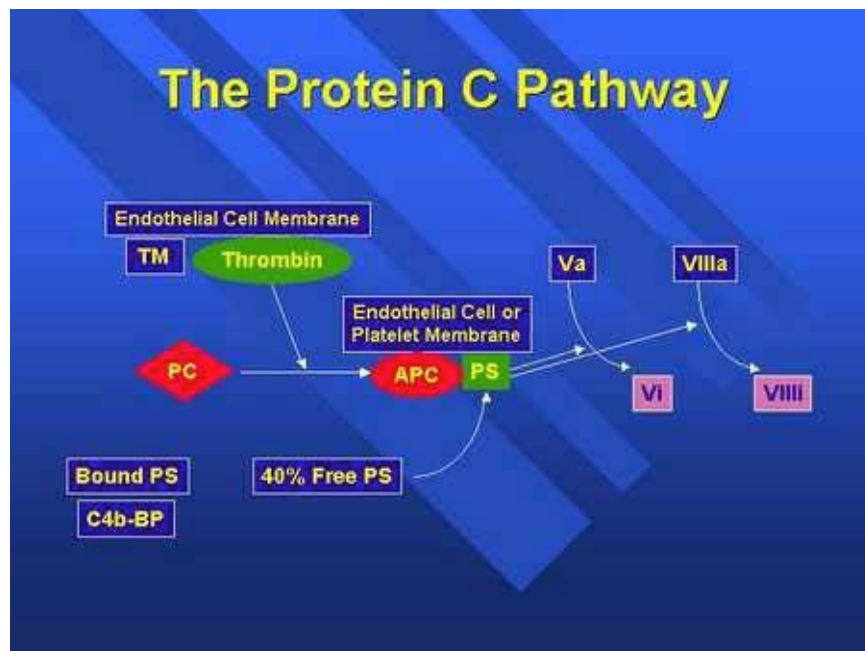 The Protein C Pathway
Endothelial Cell Membrane
TM
Thrombin
Va
VIIIa
Endothelial Cell or
Platelet Membrane
PC
APC
PS
Vi
VIIIi
Bound PS
40% Free PS
C4b-BP